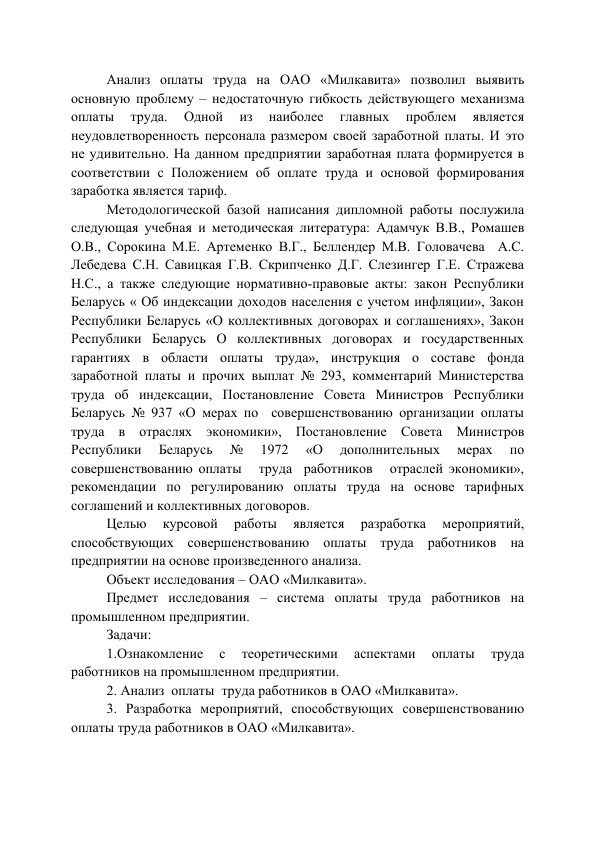 Анализ оплаты труда на ОАО «Милкавита» позволил выявить
основную проблему – недостаточную гибкость действующего механизма
оплаты труда. Одной из наиболее главных проблем является
неудовлетворенность персонала размером своей заработной платы. И это
не удивительно. На данном предприятии заработная плата формируется в
соответствии с Положением об оплате труда и основой формирования
заработка является тариф.
Методологической базой написания дипломной работы послужила
следующая учебная и методическая литература: Адамчук В.В., Ромашев
О.В., Сорокина М.Е. Артеменко В.Г., Беллендер М.В. Головачева А.С.
Лебедева С.Н. Савицкая Г.В. Скрипченко Д.Г. Слезингер Г.Е. Стражева
Н.С., а также следующие нормативно-правовые акты: закон Республики
Беларусь « Об индексации доходов населения с учетом инфляции», Закон
Республики Беларусь «О коллективных договорах и соглашениях», Закон
Республики Беларусь О коллективных договорах и государственных
гарантиях в области оплаты труда», инструкция о составе фонда
заработной платы и прочих выплат № 293, комментарий Министерства
труда об индексации, Постановление Совета Министров Республики
Беларусь № 937 «О мерах по совершенствованию организации оплаты
труда в отраслях экономики», Постановление Совета Министров
Республики Беларусь № 1972 «О дополнительных мерах по
совершенствованию оплаты труда работников отраслей экономики»,
рекомендации по регулированию оплаты труда на основе тарифных
соглашений и коллективных договоров.
Целью курсовой работы является разработка мероприятий,
способствующих совершенствованию оплаты труда работников на
предприятии на основе произведенного анализа.
Объект исследования – ОАО «Милкавита».
Предмет исследования – система оплаты труда работников на
промышленном предприятии.
Задачи:
1.Ознакомление с теоретическими аспектами оплаты труда
работников на промышленном предприятии.
2. Анализ оплаты труда работников в ОАО «Милкавита».
3. Разработка мероприятий, способствующих совершенствованию
оплаты труда работников в ОАО «Милкавита».